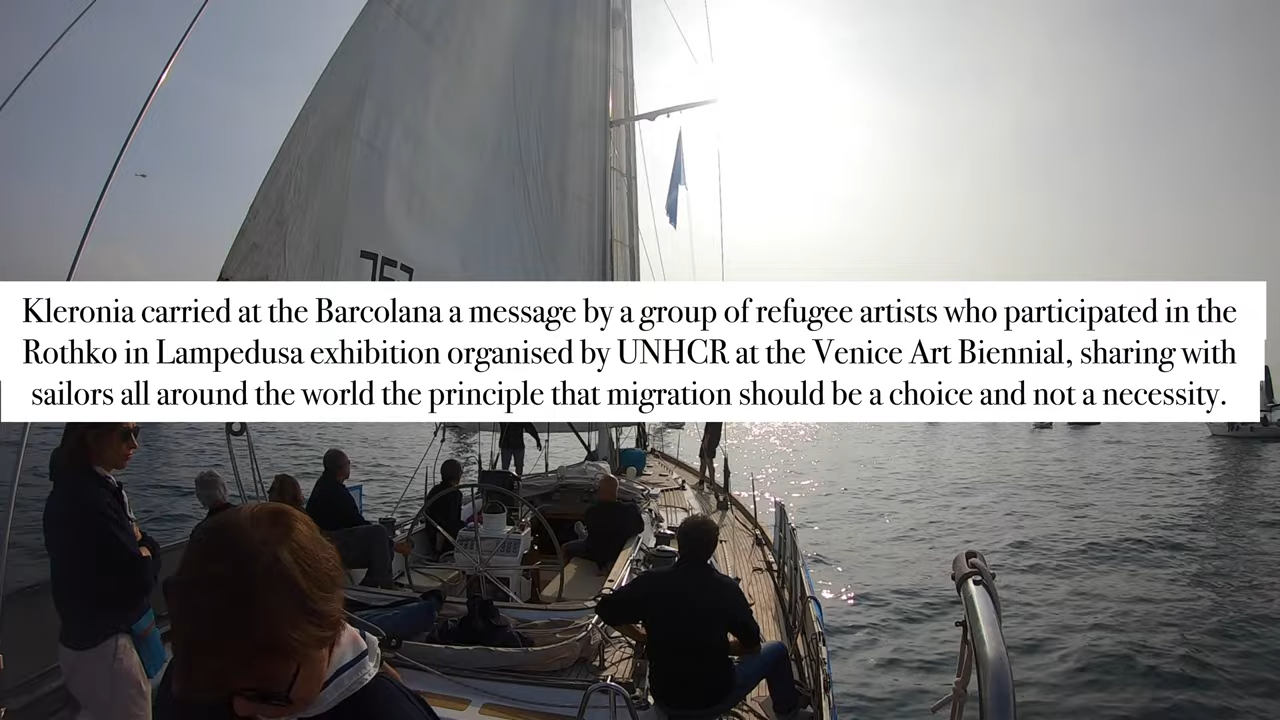 Kleronia carried at the Barcolana a message by a group of refugee artists who participated in the
Rothko in Lampedusa exhibition organised by UNHCR at the Venice Art Biennial, sharing with
sailors all around the world the principle that migration should be a choice and not a necessity.